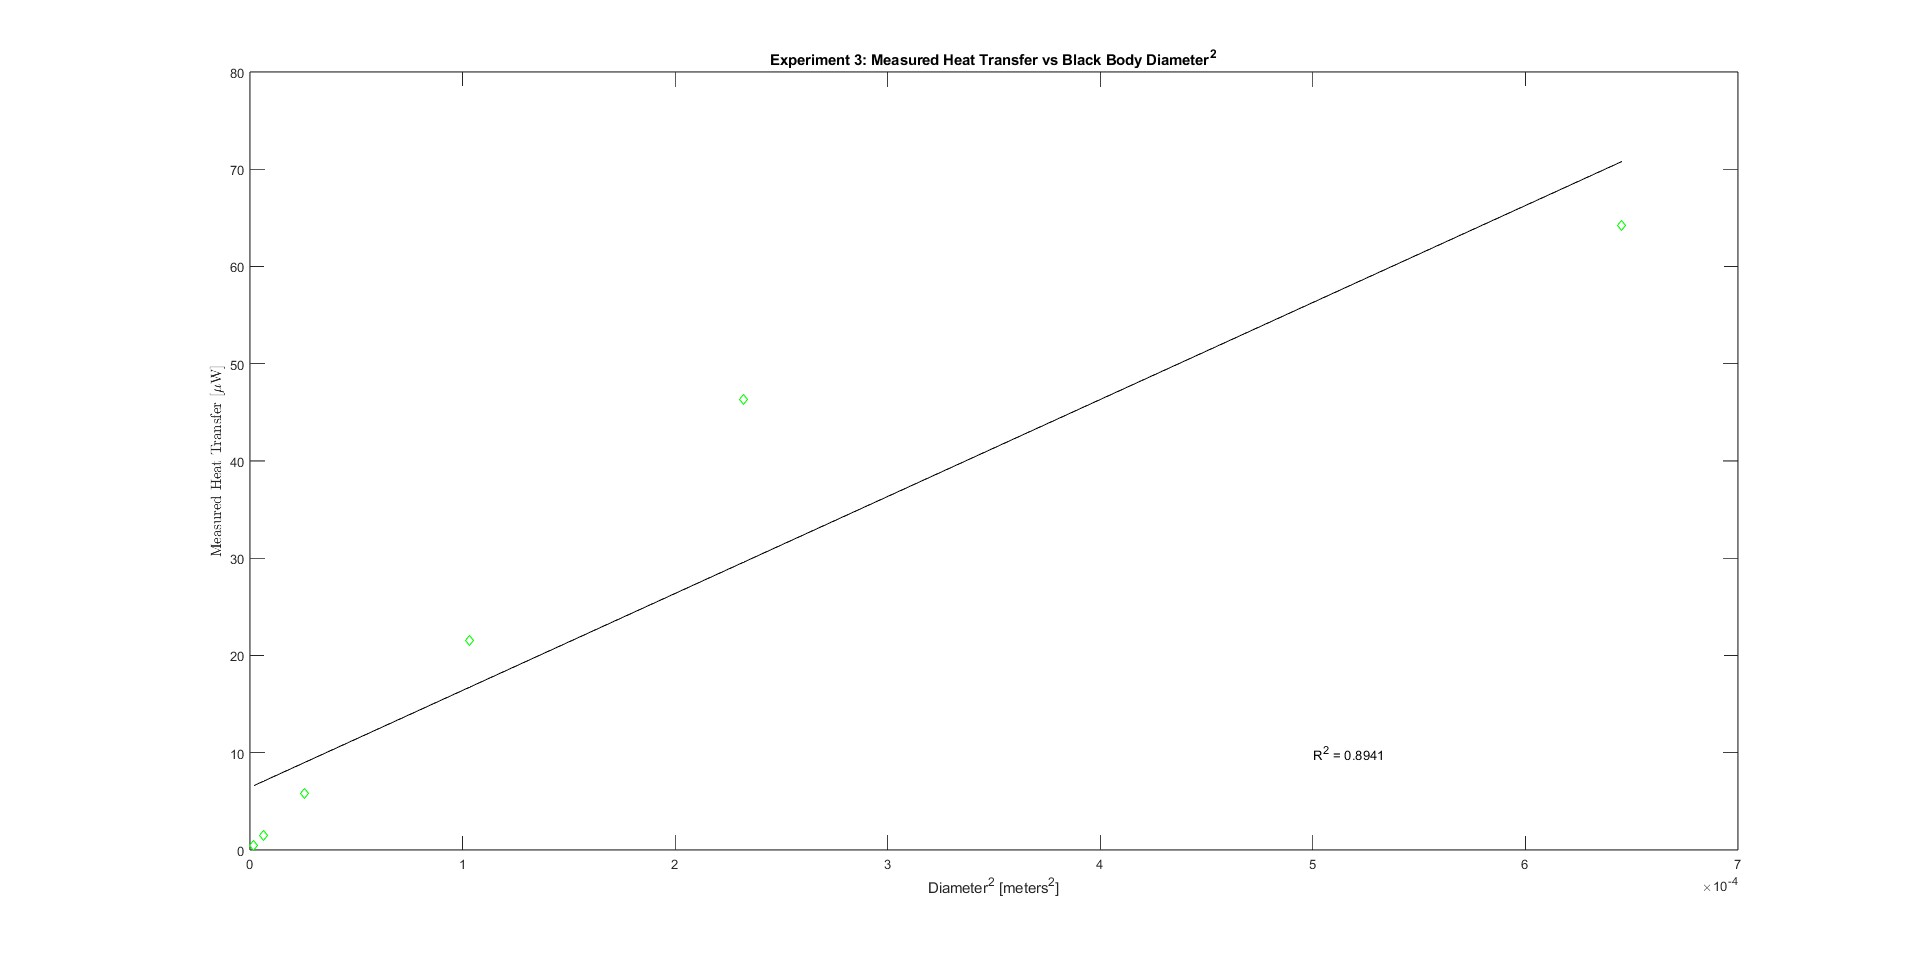 Experiment 3: Measured Heat Transfer vs Black Body Diameter²
80
70
60
50
40
30
20
10
0
Measured Heat Transfer [μW]
R² = 0.8941
0 1 2 3 4 5 6 7
×10⁻⁴
Diameter² [meters²]